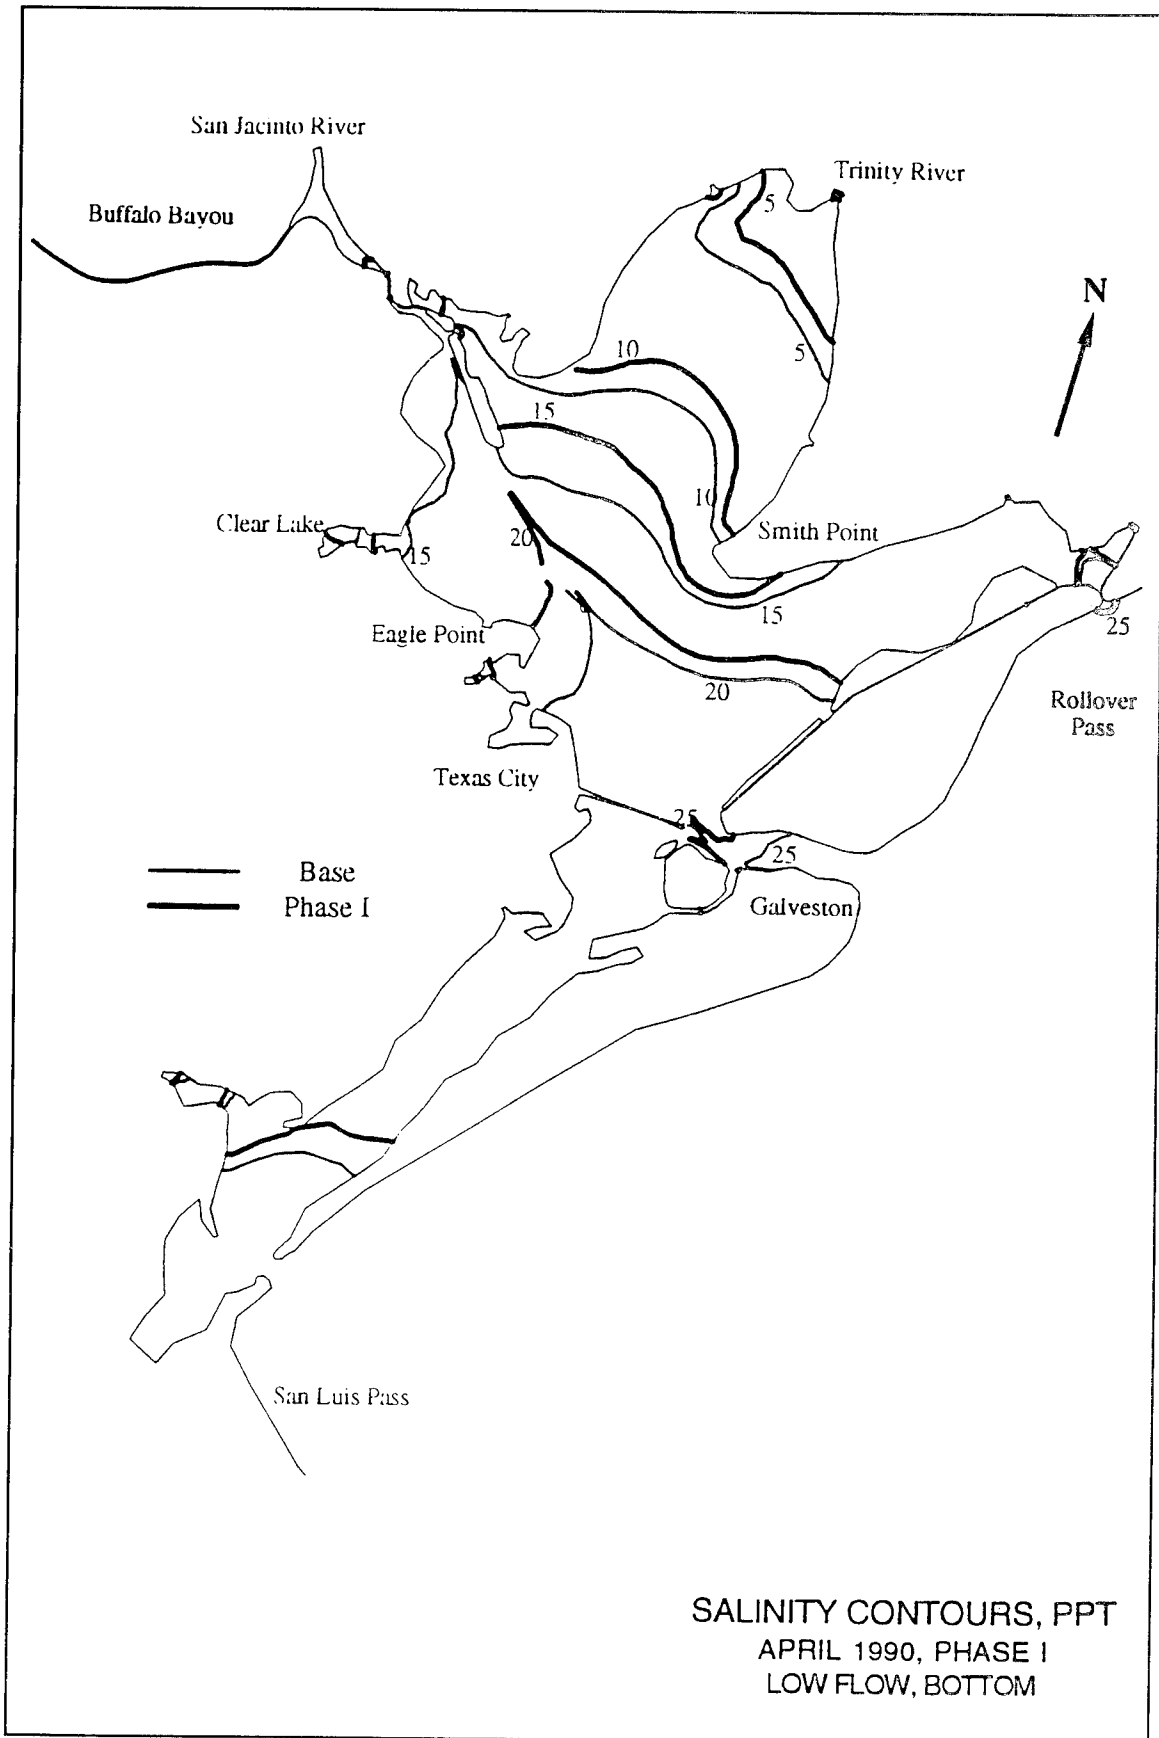 San Jacinto River
Trinity River
Buffalo Bayou
5
N
5
10
15
10
Clear Lake
20
Smith Point
15
15
25
Eagle Point
20
Rollover
Pass
Texas City
25
25
Base
Phase I
Galveston
San Luis Pass
SALINITY CONTOURS, PPT
APRIL 1990, PHASE I
LOW FLOW, BOTTOM